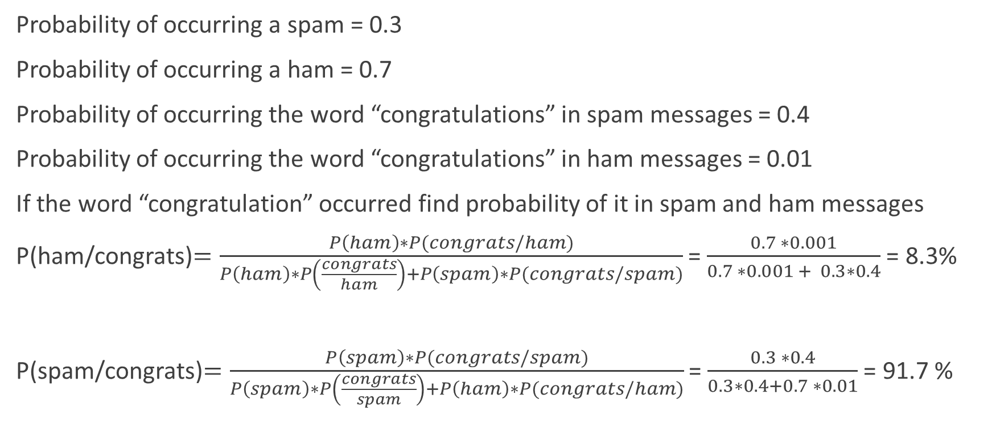 Probability of occurring a spam = 0.3
Probability of occurring a ham = 0.7
Probability of occurring the word “congratulations” in spam messages = 0.4
Probability of occurring the word “congratulations” in ham messages = 0.01
If the word “congratulation” occurred find probability of it in spam and ham messages
P(ham/congrats)= \frac{P(ham)*P(congrats/ham)}{P(ham)*P\left(\frac{congrats}{ham}\right)+P(spam)*P(congrats/spam)} = \frac{0.7 *0.001}{0.7 *0.001 + 0.3*0.4} = 8.3%
P(spam/congrats)= \frac{P(spam)*P(congrats/spam)}{P(spam)*P\left(\frac{congrats}{spam}\right)+P(ham)*P(congrats/ham)} = \frac{0.3 *0.4}{0.3*0.4+0.7 *0.01} = 91.7 %